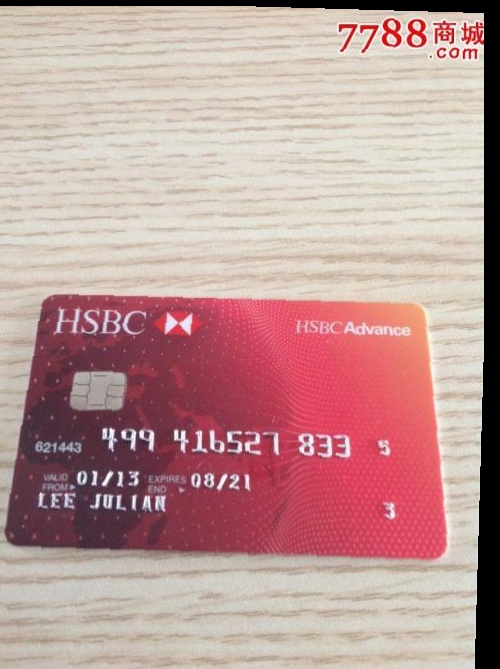 7788商城
.com
HSBC HSBC Advance
621443 499 416527 833 5
VALID FROM 01/13 EXPIRES END 08/21
LEE JULIAN 3